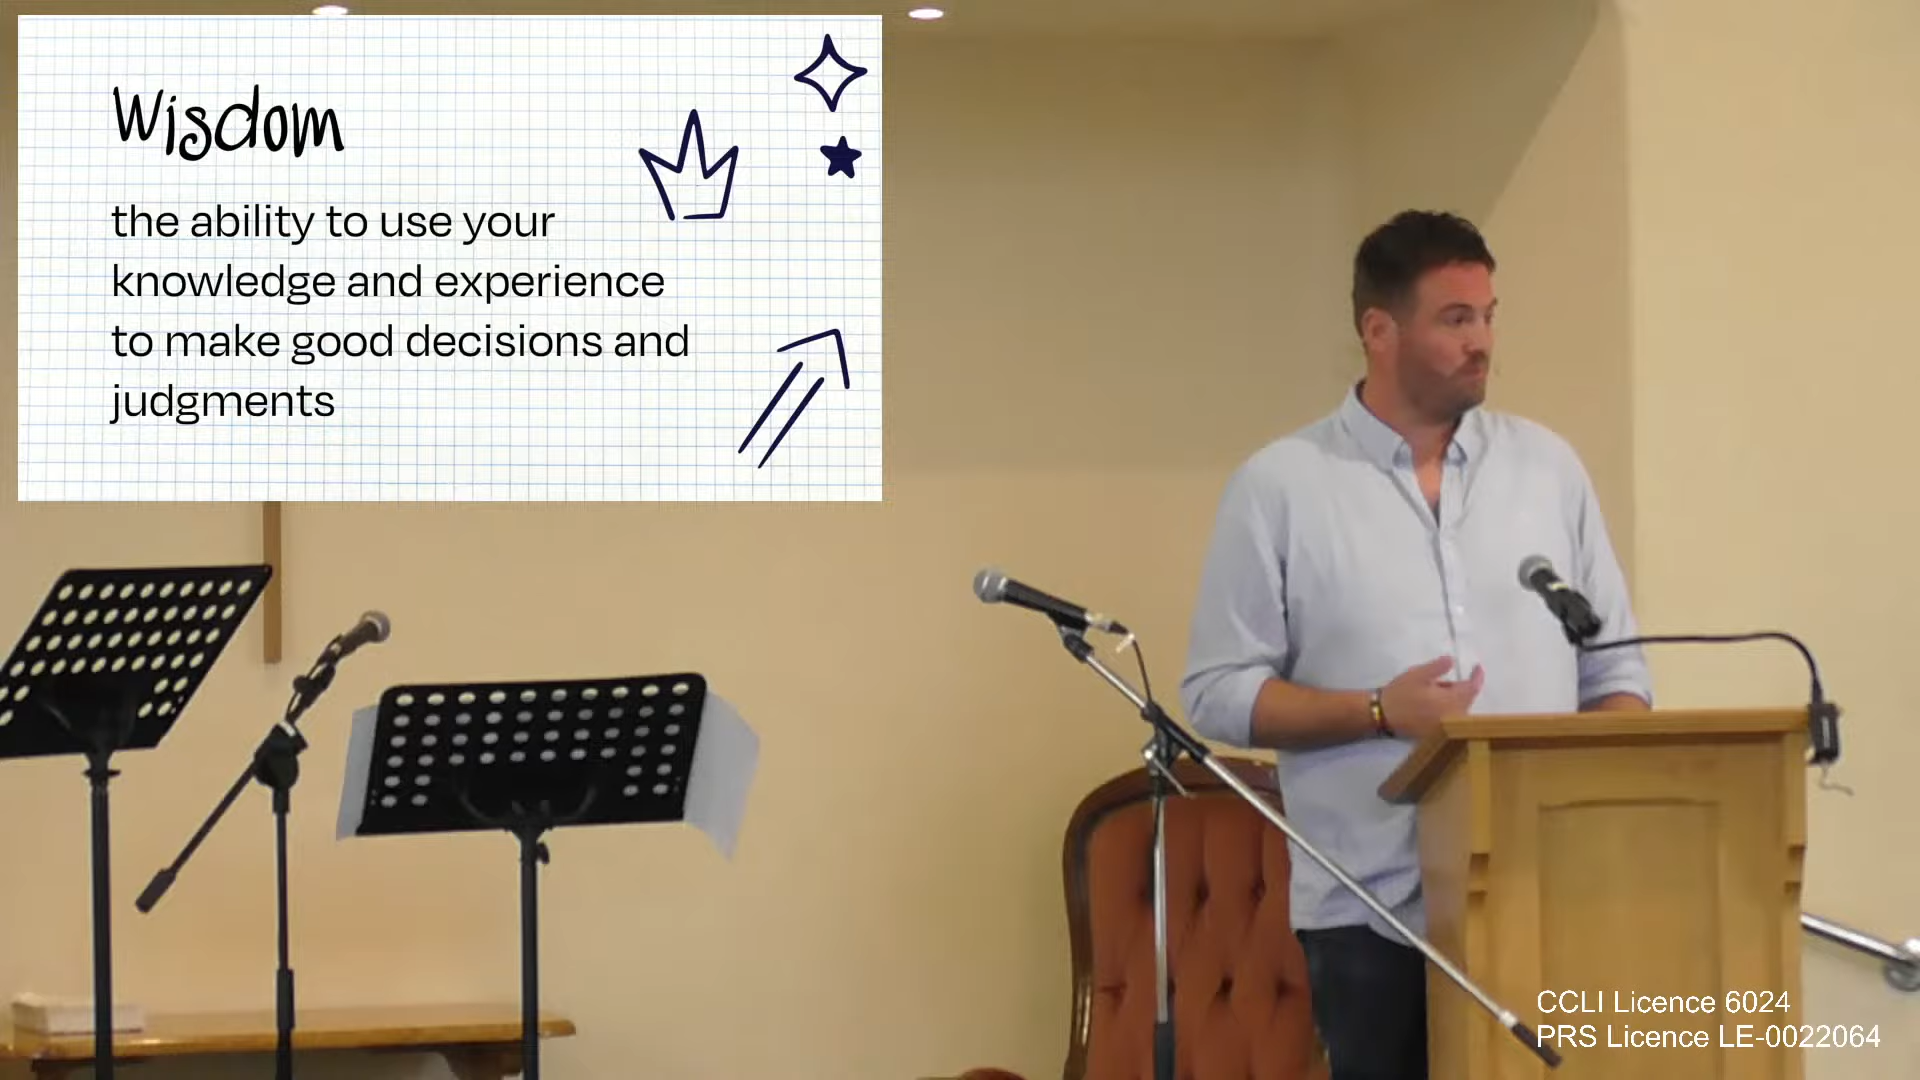 Wisdom
the ability to use your
knowledge and experience
to make good decisions and
judgments
CCLI Licence 6024
PRS Licence LE-0022064